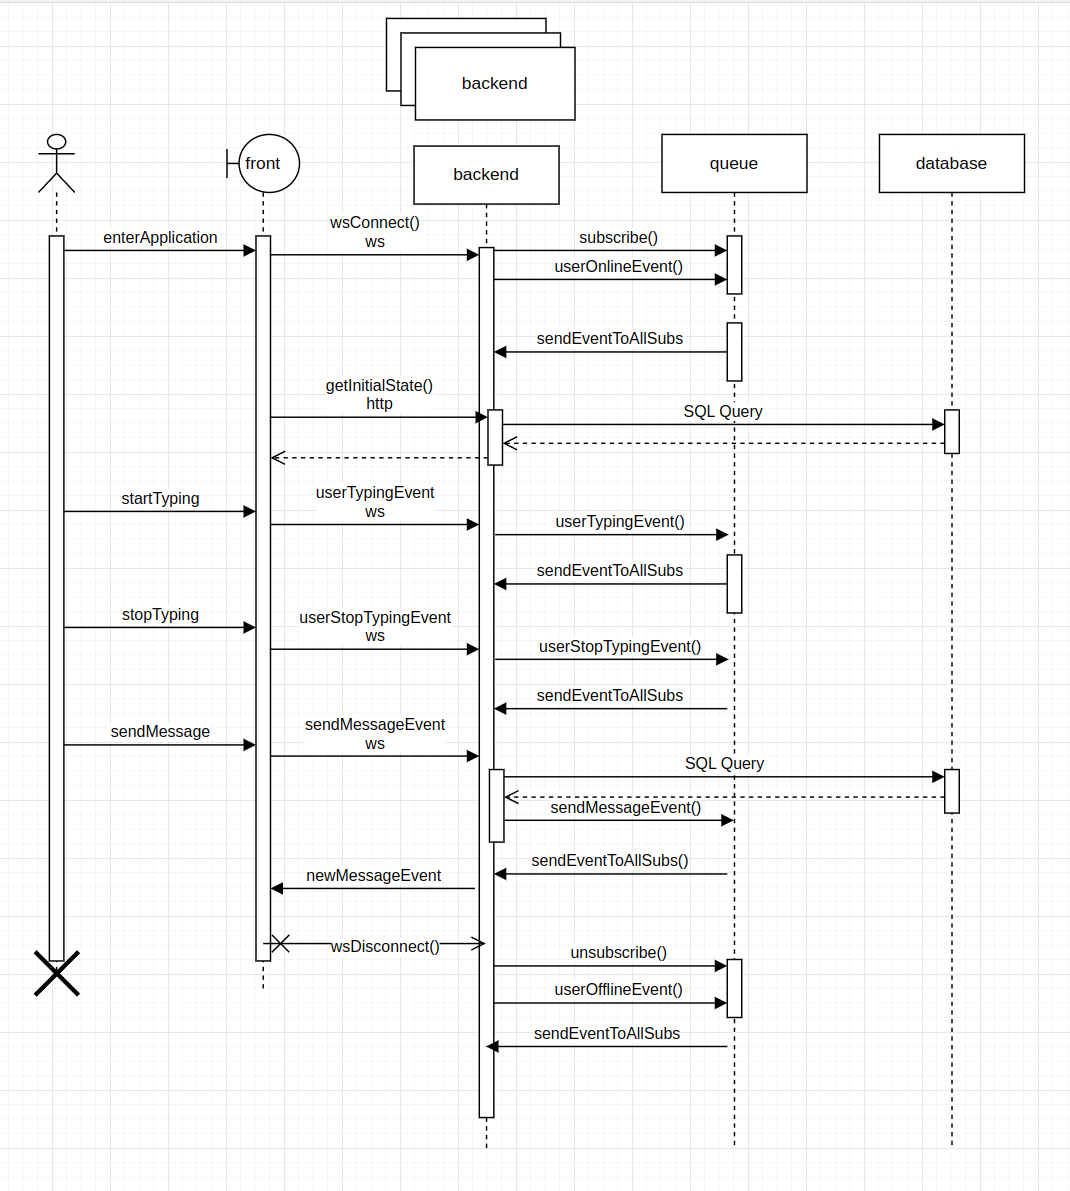 backend
front
backend
queue
database
enterApplication
wsConnect()
ws
subscribe()
userOnlineEvent()
sendEventToAllSubs
getInitialState()
http
SQL Query
startTyping
userTypingEvent
ws
userTypingEvent()
sendEventToAllSubs
stopTyping
userStopTypingEvent
ws
userStopTypingEvent()
sendEventToAllSubs
sendMessage
sendMessageEvent
ws
SQL Query
sendMessageEvent()
sendEventToAllSubs()
newMessageEvent
wsDisconnect()
unsubscribe()
userOfflineEvent()
sendEventToAllSubs